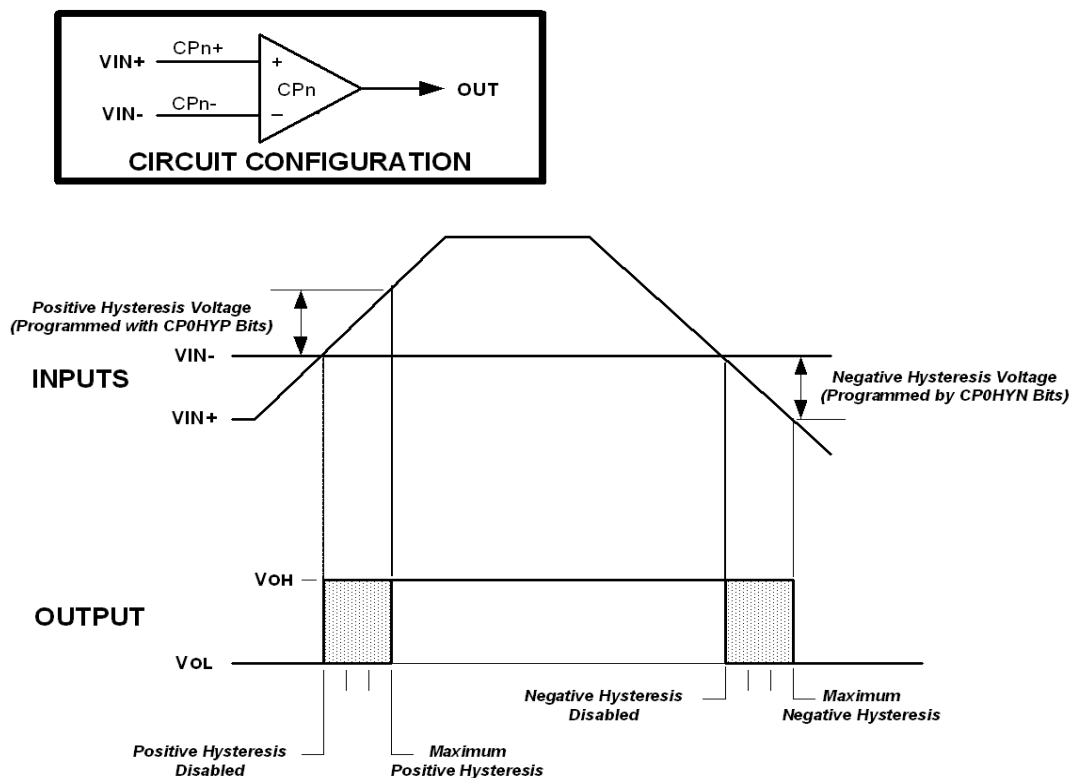 VIN+
CPn+
+
CPn
OUT
VIN-
CPn-
−
CIRCUIT CONFIGURATION
Positive Hysteresis Voltage
(Programmed with CP0HYP Bits)
VIN-
INPUTS
VIN+
Negative Hysteresis Voltage
(Programmed by CP0HYN Bits)
VOH
OUTPUT
VOL
Negative Hysteresis
Disabled
Maximum
Negative Hysteresis
Positive Hysteresis
Disabled
Maximum
Positive Hysteresis